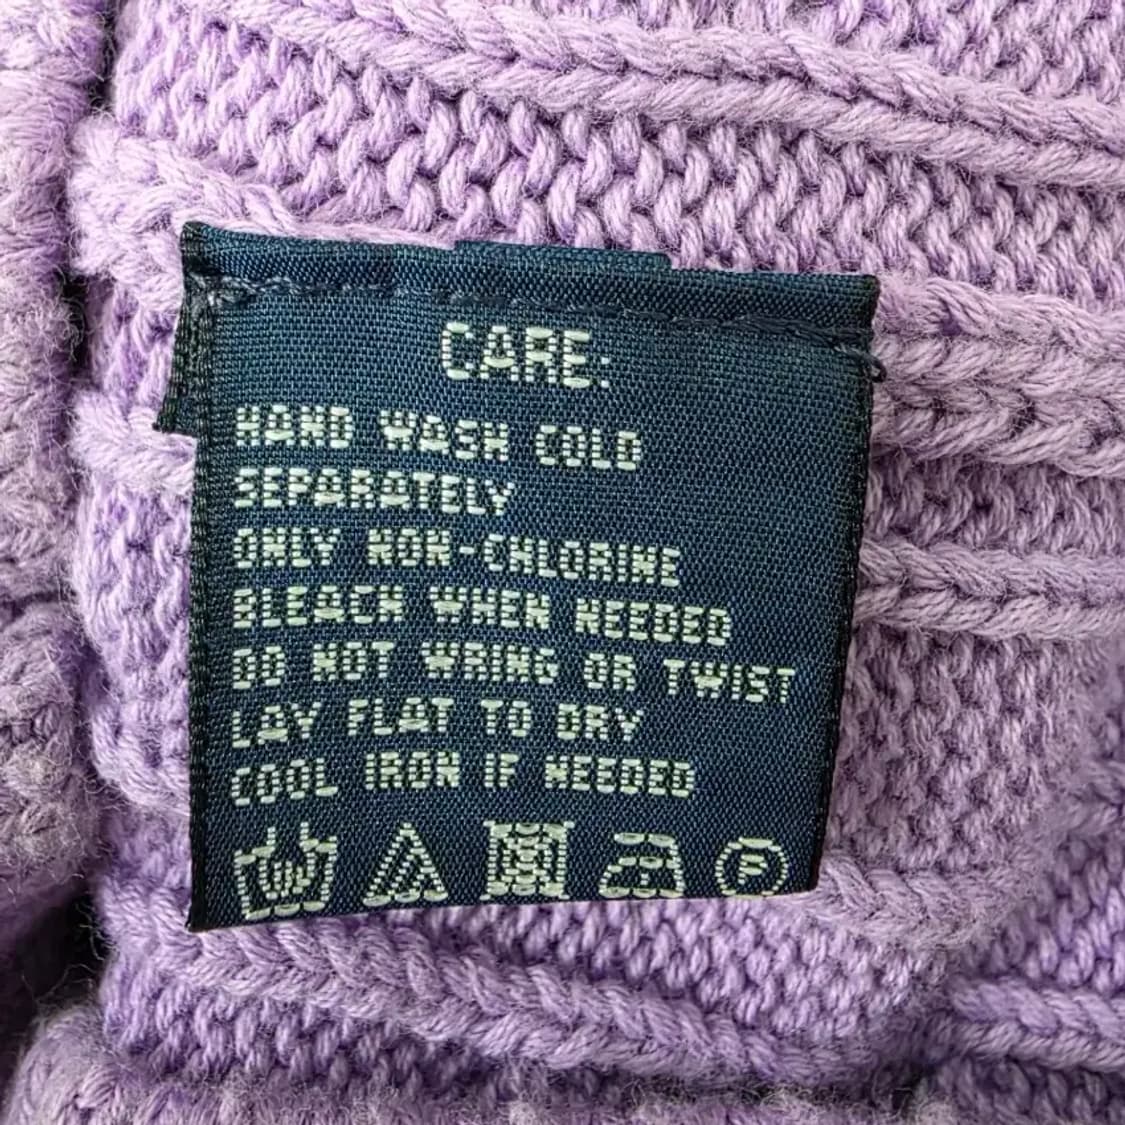 CARE:
HAND WASH COLD
SEPARATELY
ONLY NON-CHLORINE
BLEACH WHEN NEEDED
DO NOT WRING OR TWIST
LAY FLAT TO DRY
COOL IRON IF NEEDED
F